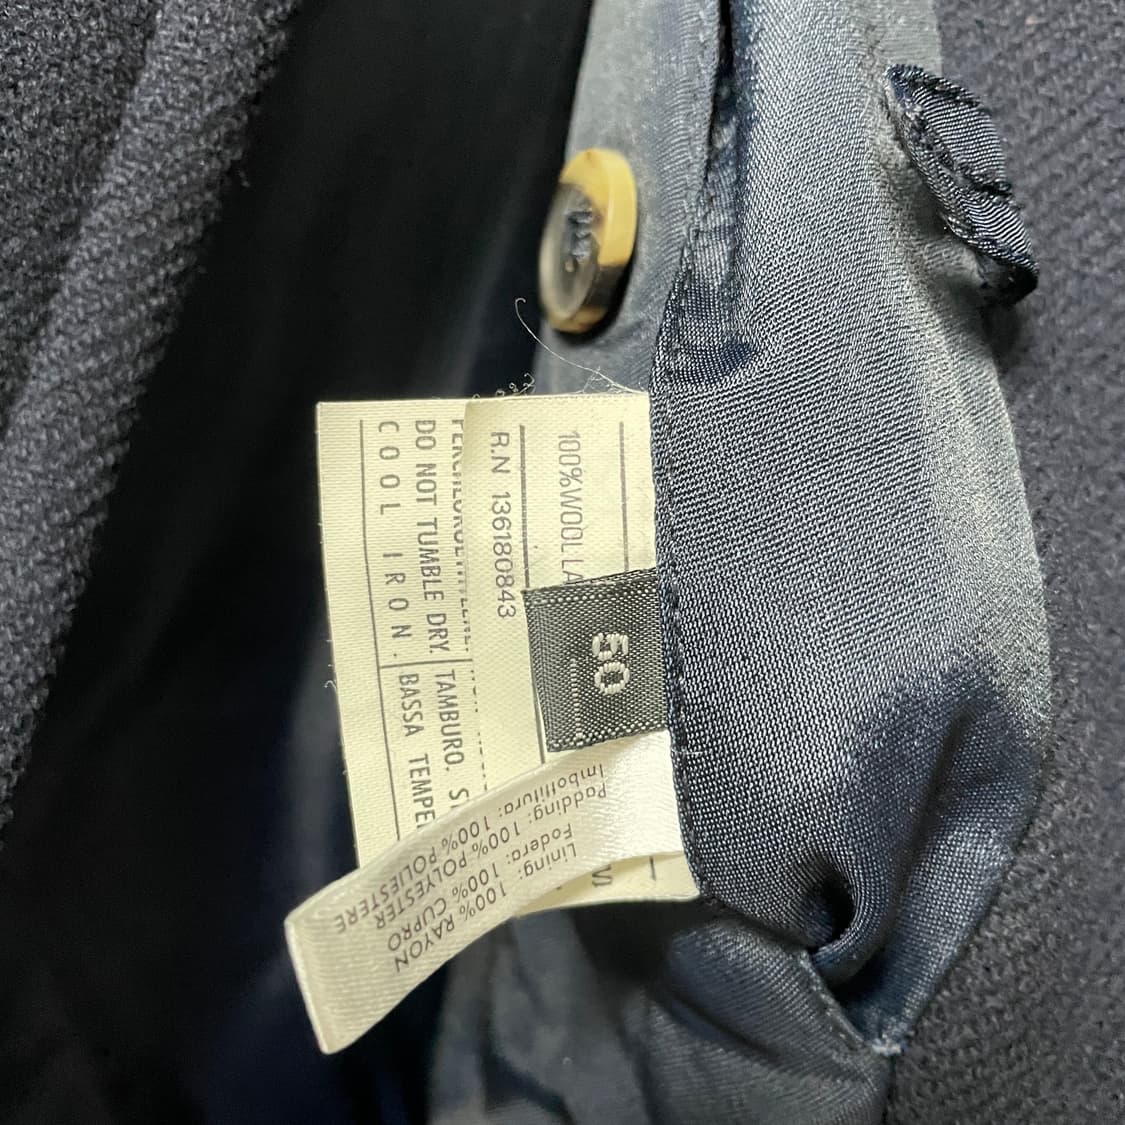 100%WOOL LA
R.N 136180843
DO NOT TUMBLE DRY. TAMBURO. S
COOL IRON. BASSA TEMPE
50
Imbottitura: 100% POLIESTERE
Padding: 100% POLYESTER
Fodera: 100% CUPRO
Lining: 100% RAYON